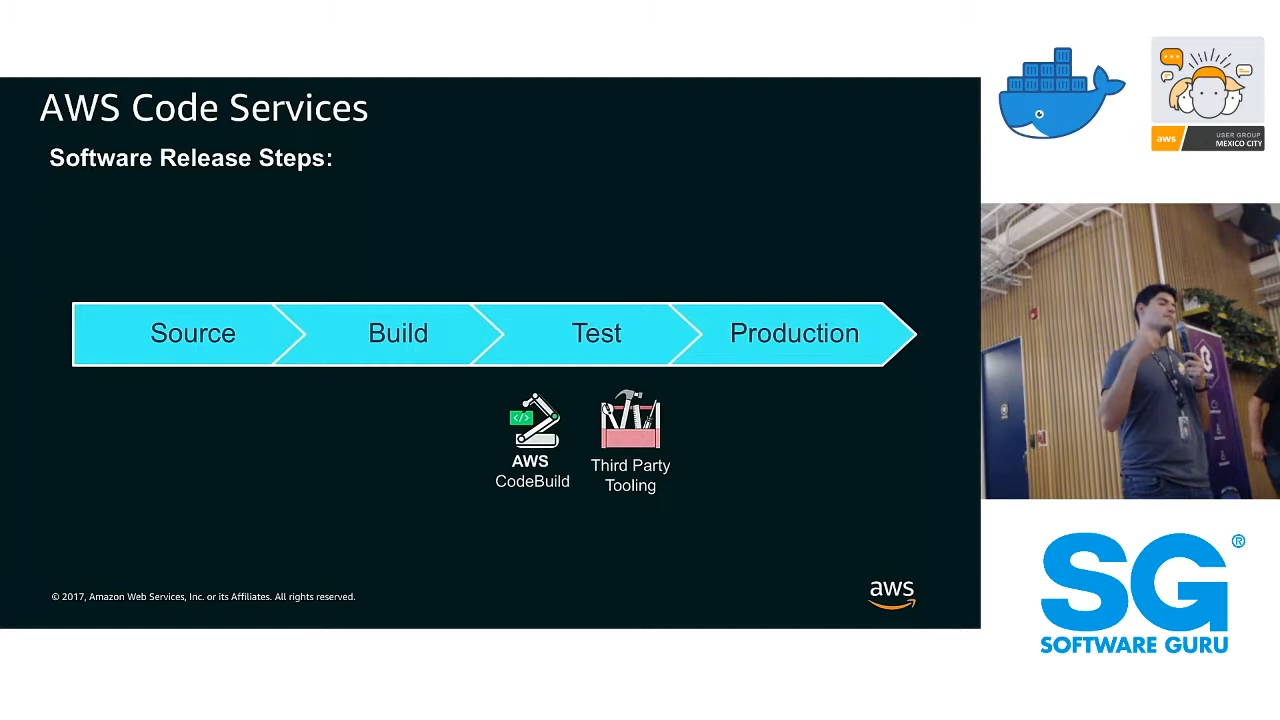 AWS Code Services
Software Release Steps:
Source
Build
Test
Production
AWS
CodeBuild
Third Party
Tooling
© 2017, Amazon Web Services, Inc. or its Affiliates. All rights reserved.
aws
aws
USER GROUP
MEXICO CITY
SG®
SOFTWARE GURU